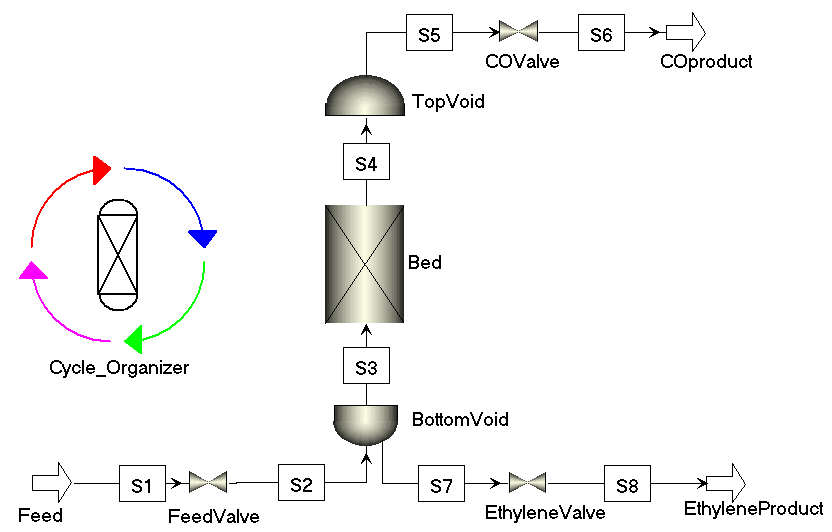 S5
S6
COValve
COproduct
TopVoid
S4
Bed
Cycle_Organizer
S3
BottomVoid
S1
S2
S7
S8
Feed
FeedValve
EthyleneValve
EthyleneProduct